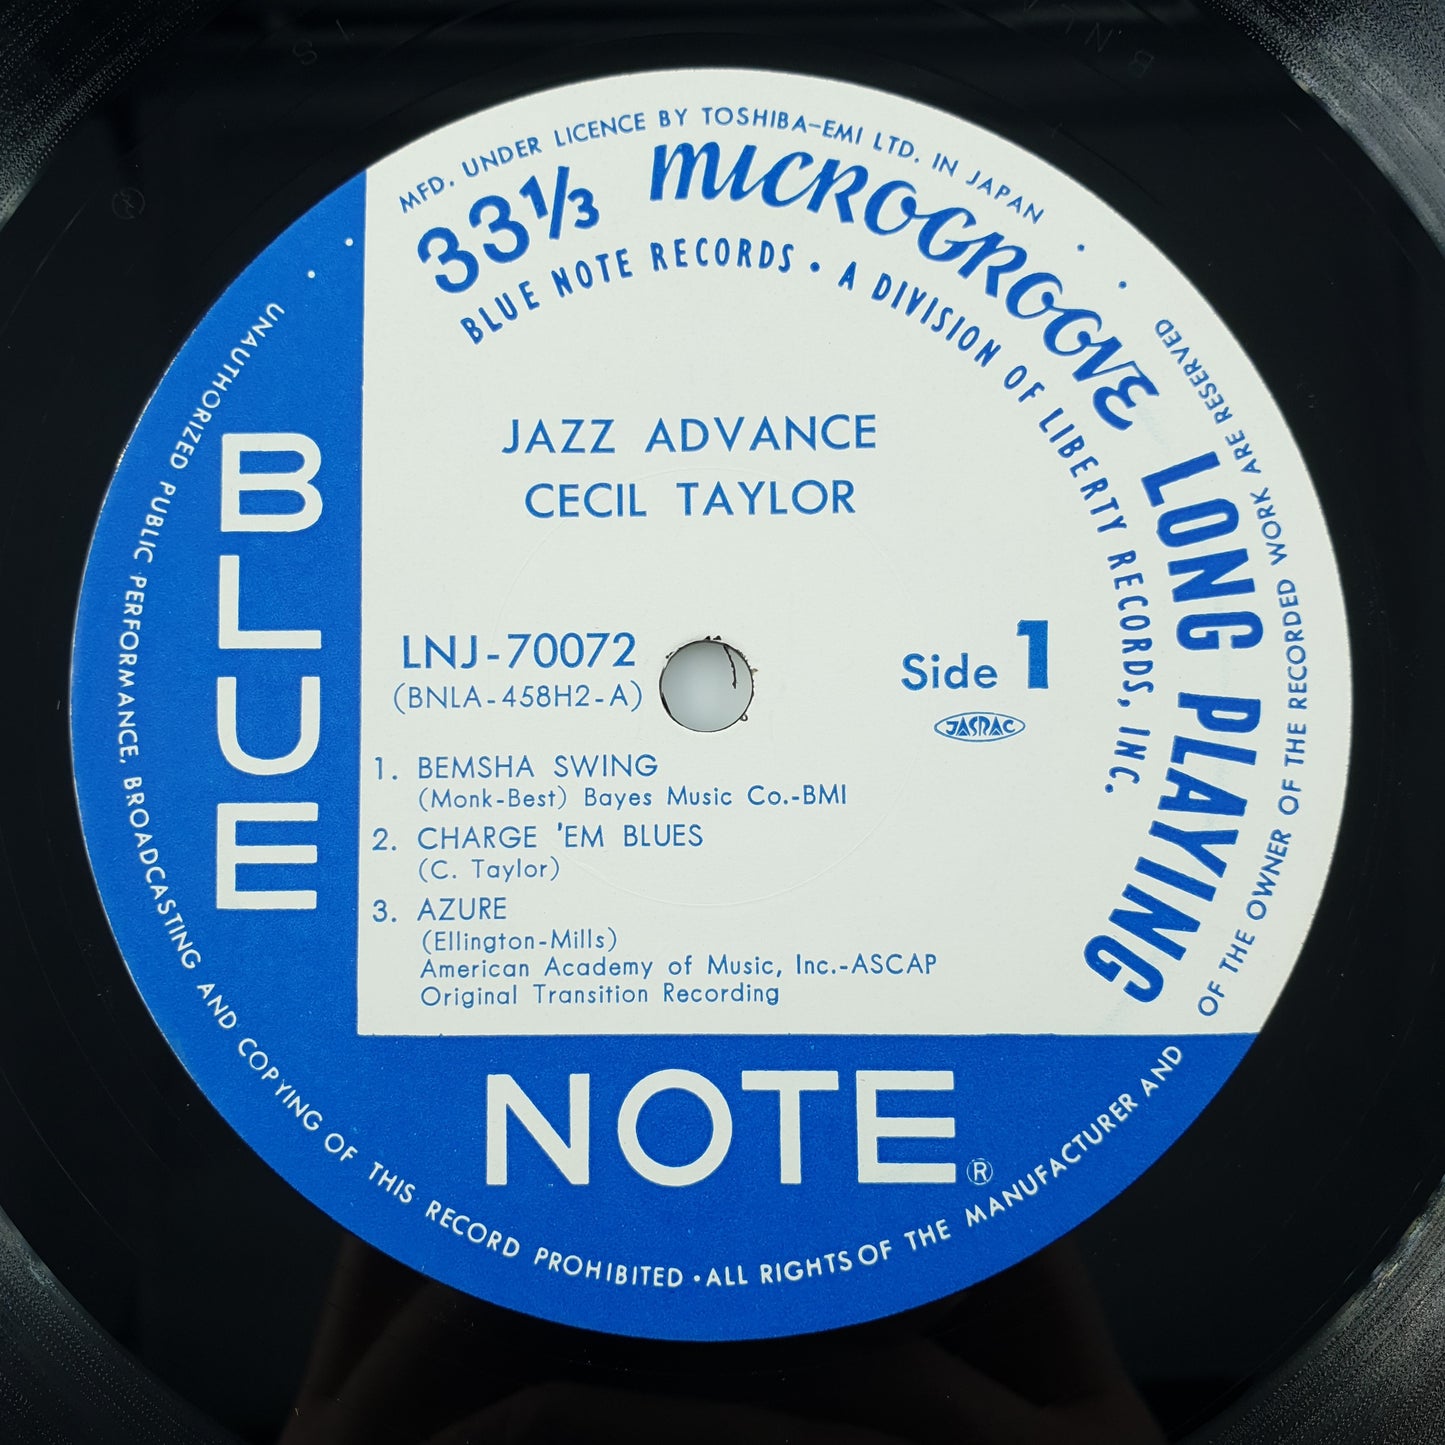 MFD. UNDER LICENCE BY TOSHIBA-EMI LTD. IN JAPAN
33⅓ MICROGROOVE LONG PLAYING
BLUE NOTE RECORDS • A DIVISION OF LIBERTY RECORDS, INC.
JAZZ ADVANCE
CECIL TAYLOR
LNJ-70072
(BNLA-458H2-A)
Side 1
JASRAC
1. BEMSHA SWING
(Monk-Best) Bayes Music Co.-BMI
2. CHARGE 'EM BLUES
(C. Taylor)
3. AZURE
(Ellington-Mills)
American Academy of Music, Inc.-ASCAP
Original Transition Recording
BLUE
NOTE®
UNAUTHORIZED PUBLIC PERFORMANCE, BROADCASTING AND COPYING OF THIS RECORD PROHIBITED • ALL RIGHTS OF THE MANUFACTURER AND OF THE OWNER OF THE RECORDED WORK ARE RESERVED